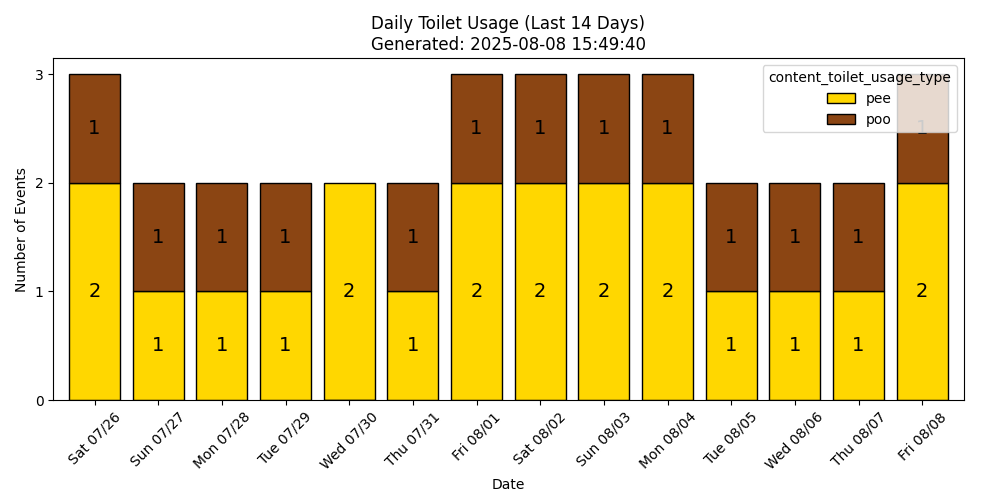 Daily Toilet Usage (Last 14 Days)
Generated: 2025-08-08 15:49:40
content_toilet_usage_type
pee
poo
Number of Events
3
2
1
0
1 1 1 1 1 1 1
2 1 1 1 1 1 1 1
2 2 2 2 2 2 2
1 1 1 1 1 1 1
Sat 07/26
Sun 07/27
Mon 07/28
Tue 07/29
Wed 07/30
Thu 07/31
Fri 08/01
Sat 08/02
Sun 08/03
Mon 08/04
Tue 08/05
Wed 08/06
Thu 08/07
Fri 08/08
Date